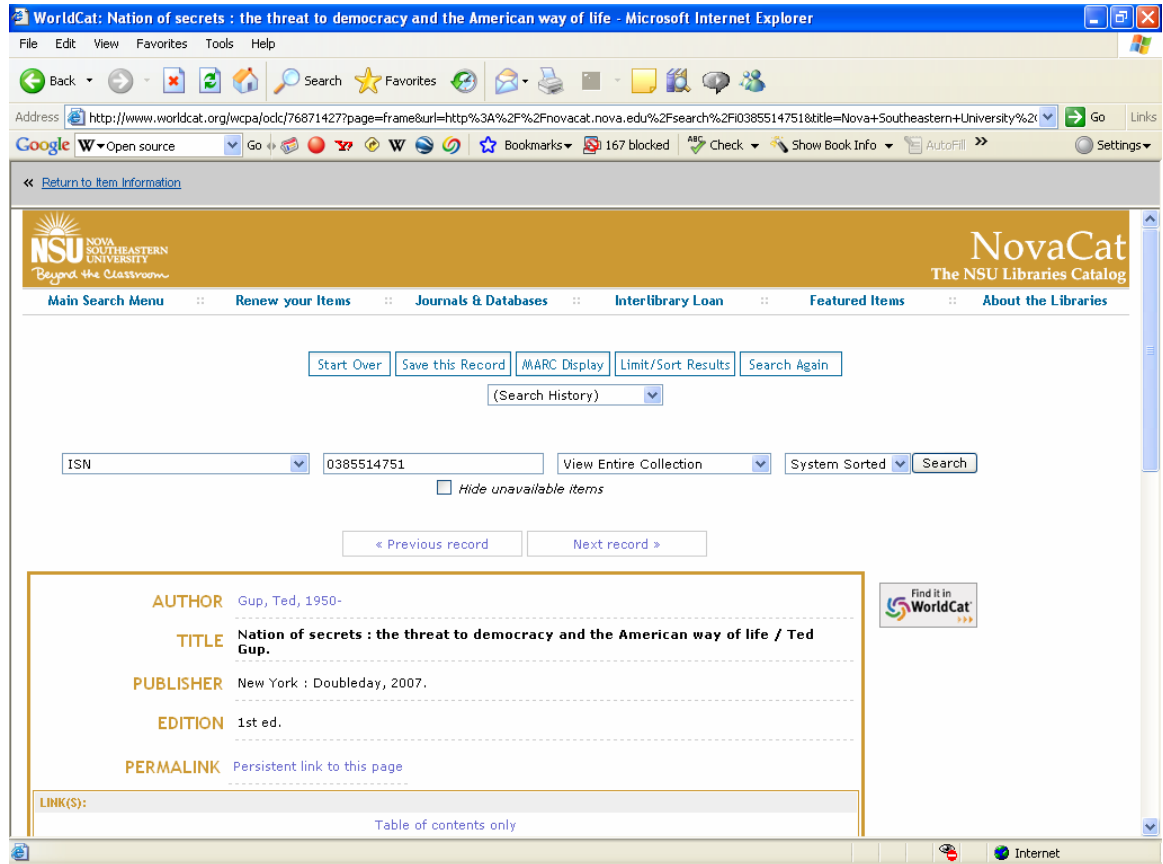 WorldCat: Nation of secrets : the threat to democracy and the American way of life - Microsoft Internet Explorer
File Edit View Favorites Tools Help
Back Search Favorites
Address http://www.worldcat.org/wcpa/oclc/76871427?page=frame&url=http%3A%2F%2Fnovacat.nova.edu%2Fsearch%2Fi0385514751&title=Nova+Southeastern+University%2( Go Links
Google W Open source Go W Bookmarks 167 blocked ABC Check Show Book Info AutoFill >> Settings
« Return to Item Information
NSU NOVA SOUTHEASTERN UNIVERSITY
Beyond the Classroom
NovaCat
The NSU Libraries Catalog
Main Search Menu :: Renew your Items :: Journals & Databases :: Interlibrary Loan :: Featured Items :: About the Libraries
Start Over Save this Record MARC Display Limit/Sort Results Search Again
(Search History)
ISN 0385514751 View Entire Collection System Sorted Search
Hide unavailable items
« Previous record Next record »
AUTHOR Gup, Ted, 1950-
Find it in WorldCat
TITLE Nation of secrets : the threat to democracy and the American way of life / Ted
Gup.
PUBLISHER New York : Doubleday, 2007.
EDITION 1st ed.
PERMALINK Persistent link to this page
LINK(S):
Table of contents only
Internet